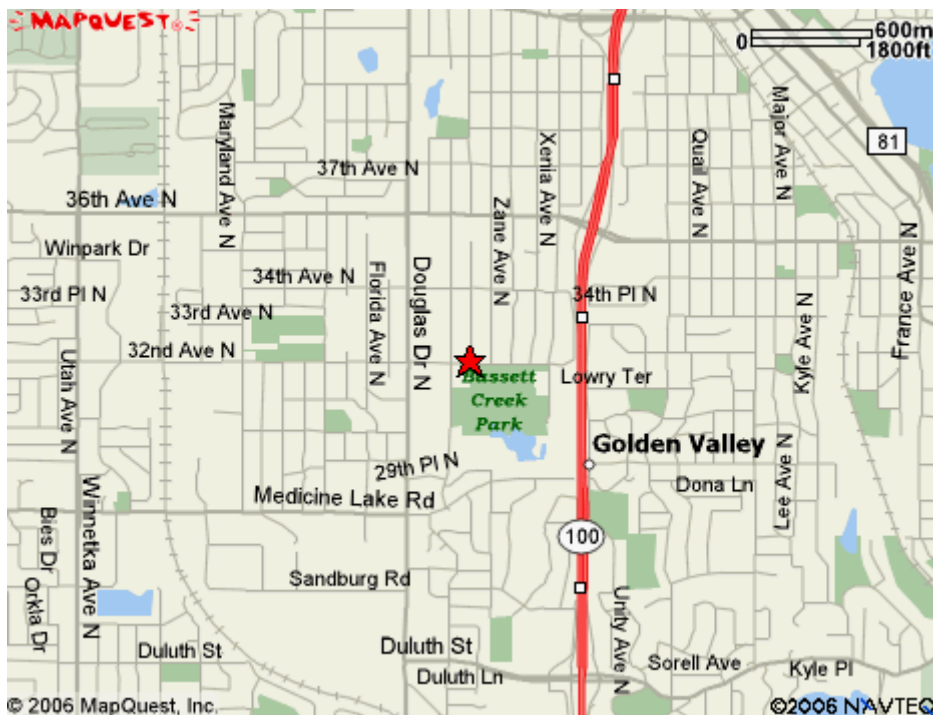 MAPQUEST
®
0 600m
1800ft
81
Maryland Ave N
Xenia Ave N
Quail Ave N
Major Ave N
37th Ave N
36th Ave N
Zane Ave N
Winpark Dr
34th Ave N
Florida Ave N
Douglas Dr N
France Ave N
33rd Pl N
34th Pl N
33rd Ave N
Kyle Ave N
32nd Ave N
Utah Ave N
Lowry Ter
Bassett
Creek
Park
Golden Valley
29th Pl N
Lee Ave N
Dona Ln
Medicine Lake Rd
Winnetka Ave N
Bies Dr
100
Sandburg Rd
Orkla Dr
Unity Ave N
Duluth St
Duluth St
Sorell Ave
Kyle Pl
Duluth Ln
© 2006 MapQuest, Inc.
©2006 NAVTEQ